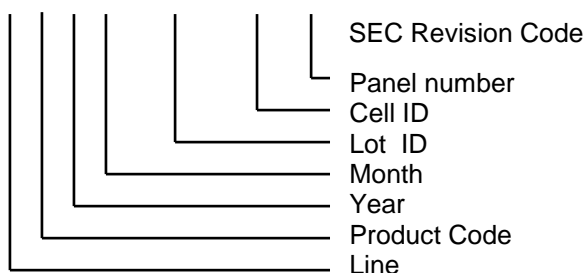 SEC Revision Code
Panel number
Cell ID
Lot  ID
Month
Year
Product Code
Line